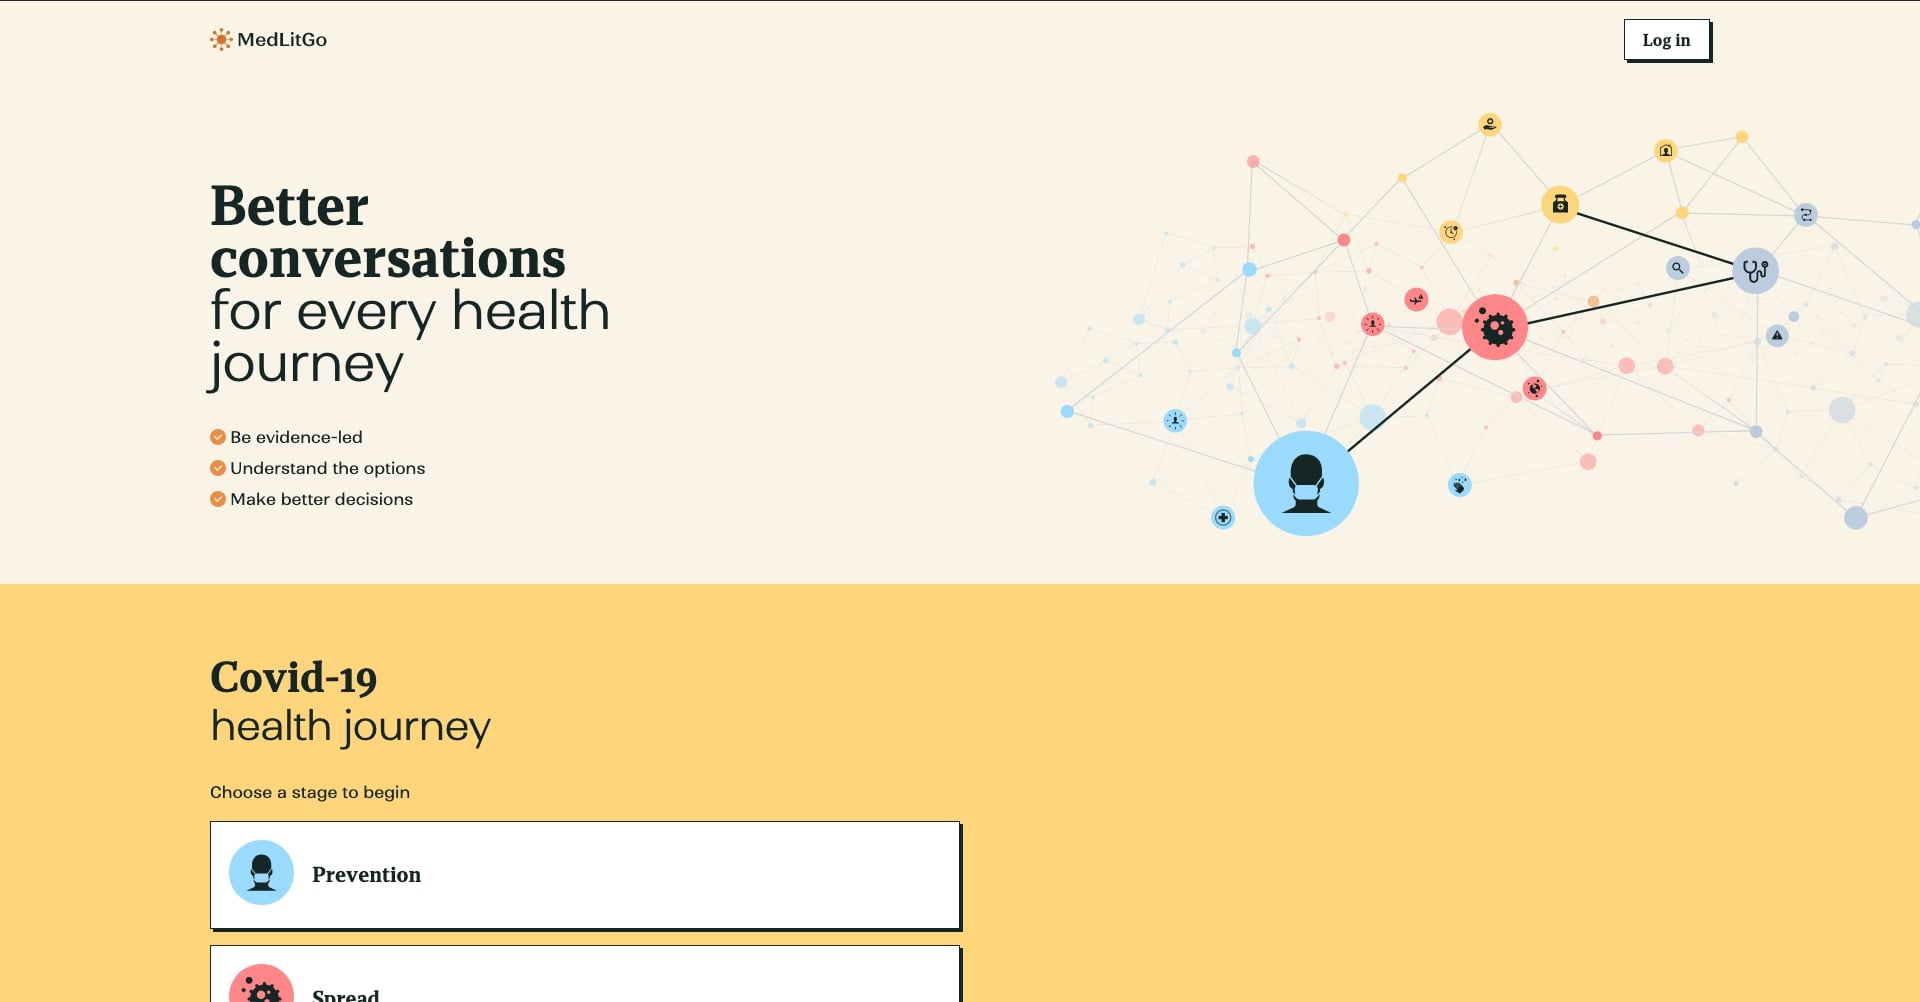 MedLitGo
Log in
Better
conversations
for every health
journey
Be evidence-led
Understand the options
Make better decisions
Covid-19
health journey
Choose a stage to begin
Prevention
Spread